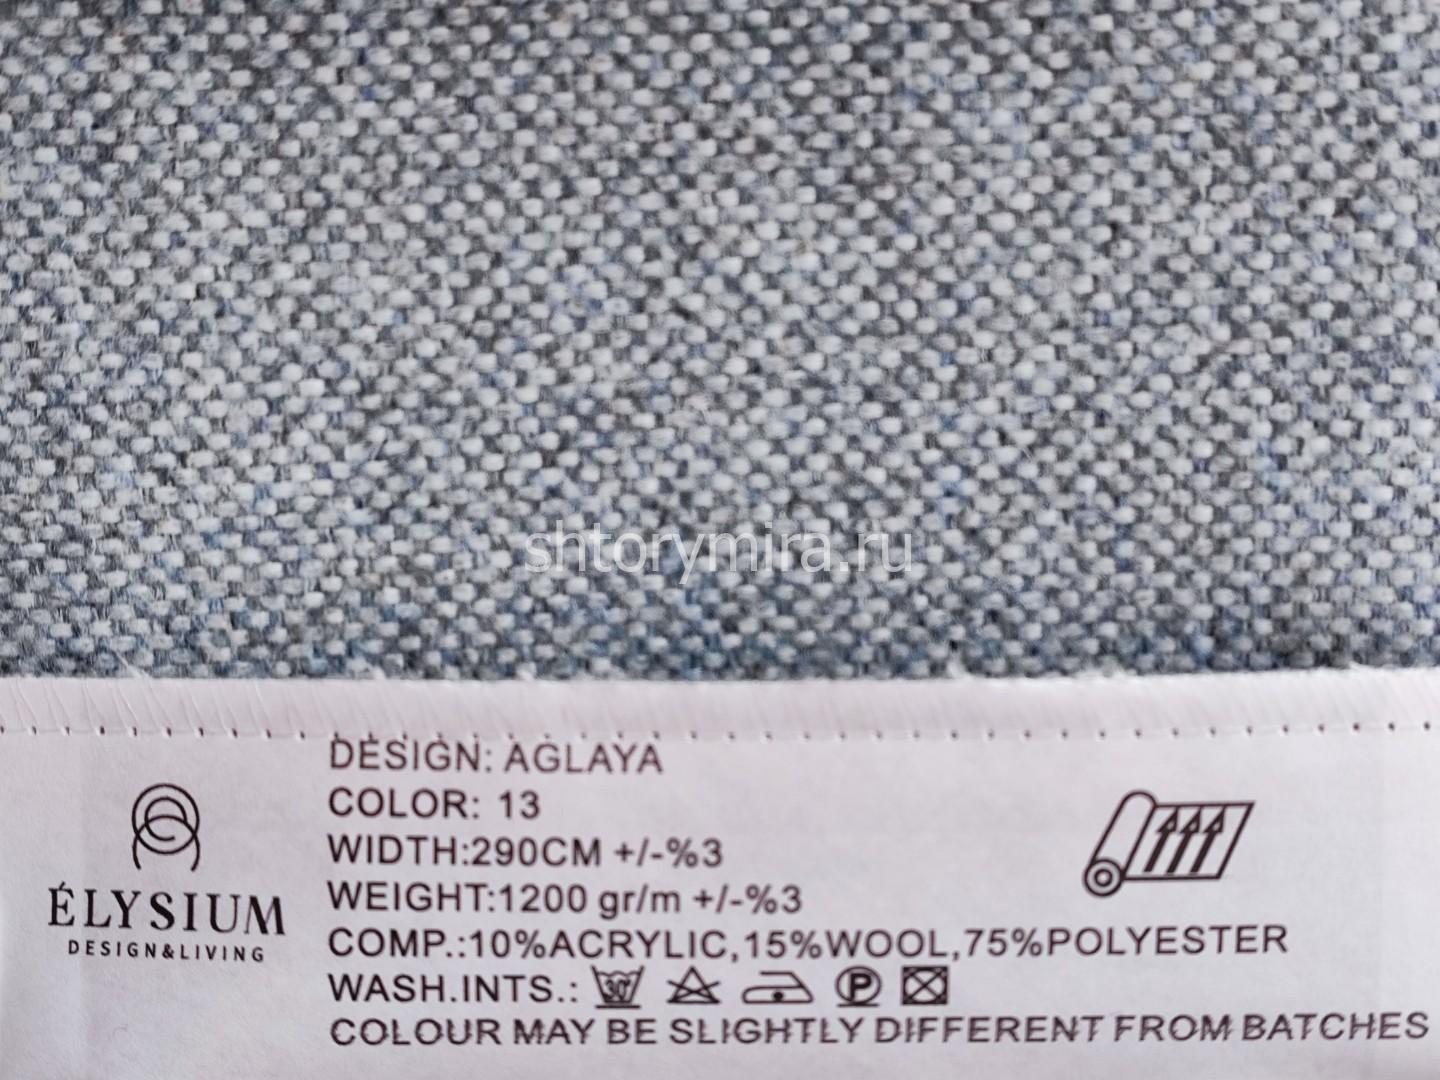 shtorymira.ru
DESIGN: AGLAYA
COLOR: 13
WIDTH:290CM +/-%3
WEIGHT:1200 gr/m +/-%3
COMP.:10%ACRYLIC,15%WOOL,75%POLYESTER
WASH.INTS.: 30° P
COLOUR MAY BE SLIGHTLY DIFFERENT FROM BATCHES
ÉLYSIUM
DESIGN&LIVING